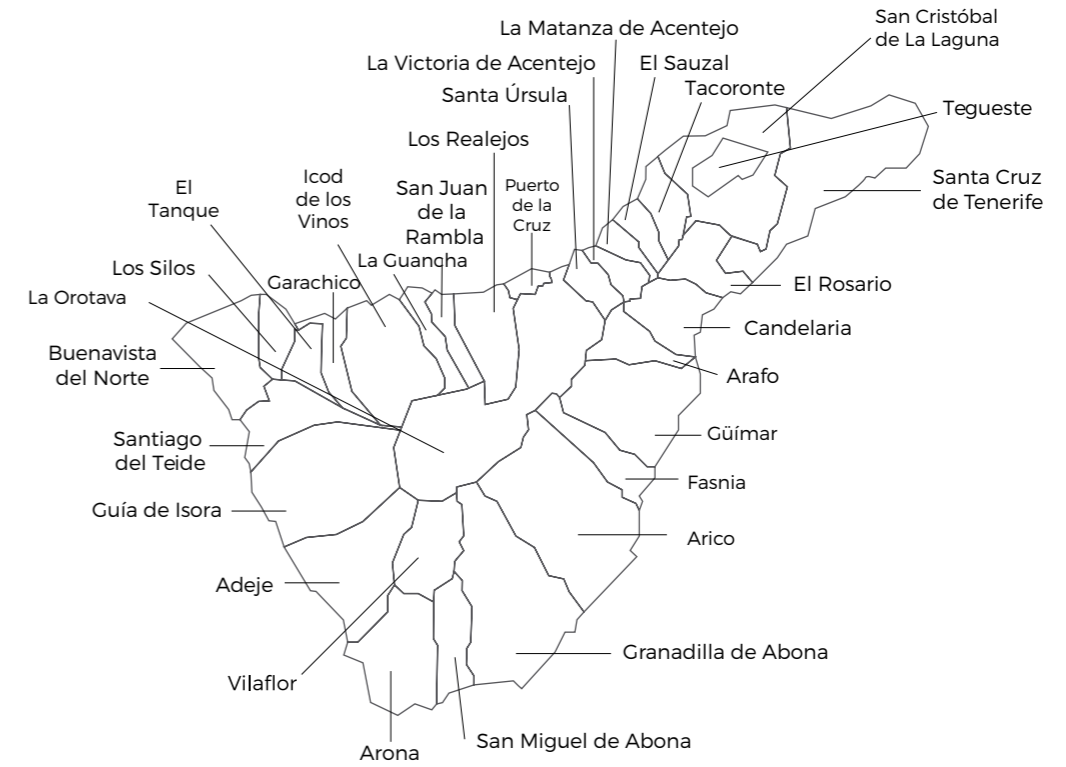 San Cristóbal
de La Laguna
La Matanza de Acentejo
La Victoria de Acentejo
El Sauzal
Santa Úrsula
Tacoronte
Tegueste
Los Realejos
Santa Cruz
de Tenerife
Puerto
de la
Cruz
San Juan
de la
Rambla
Icod
de los
Vinos
El
Tanque
La Guancha
Los Silos
Garachico
La Orotava
El Rosario
Candelaria
Buenavista
del Norte
Arafo
Santiago
del Teide
Güímar
Fasnia
Guía de Isora
Arico
Adeje
Granadilla de Abona
Vilaflor
San Miguel de Abona
Arona